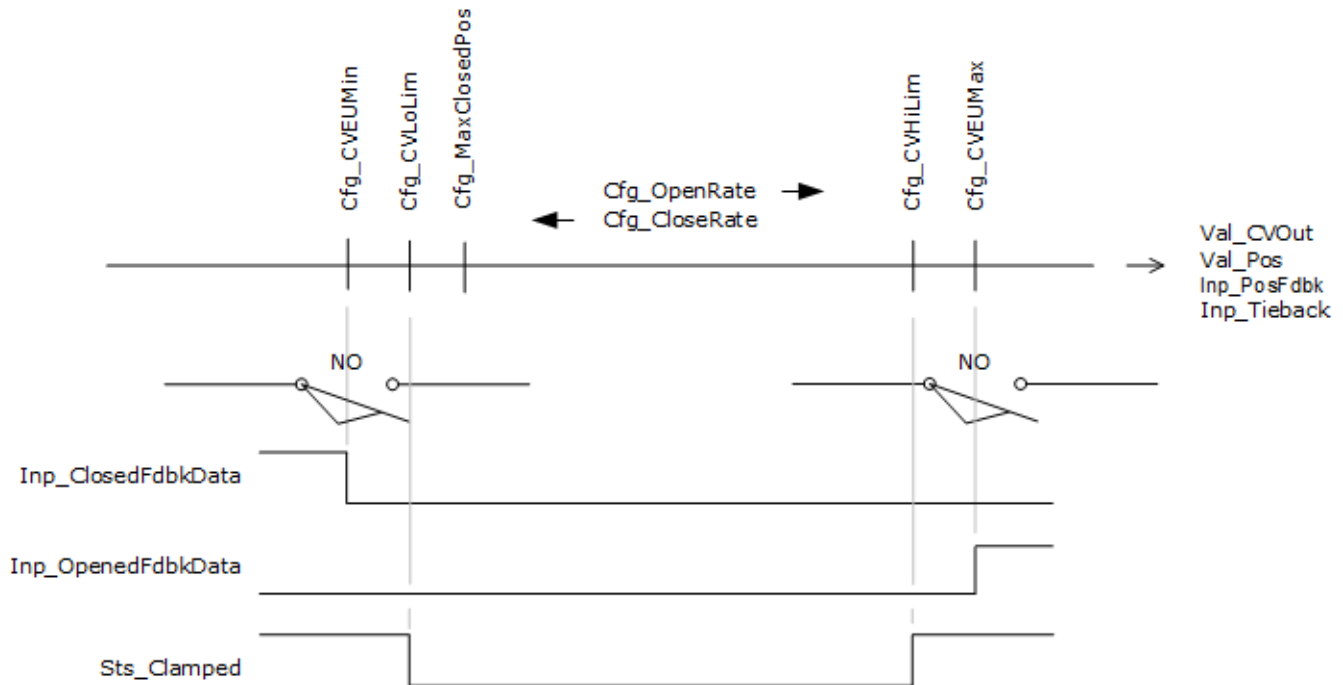 Cfg_CVEUMin
Cfg_CVLoLim
Cfg_MaxClosedPos
Cfg_CVHiLim
Cfg_CVEUMax
Cfg_OpenRate
Cfg_CloseRate
Val_CVOut
Val_Pos
Inp_PosFdbk
Inp_Tieback
NO
NO
Inp_ClosedFdbkData
Inp_OpenedFdbkData
Sts_Clamped